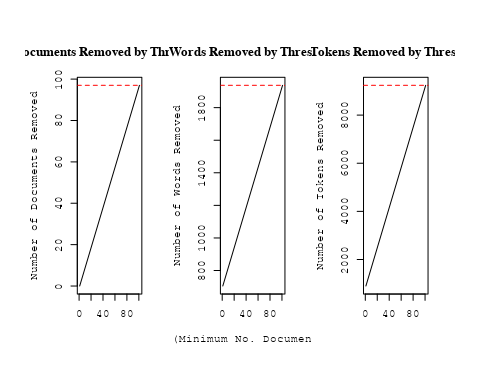 ocuments Removed by Thr
Words Removed by Thres
Tokens Removed by Thres
Number of Documents Removed
0 20 40 60 80 100
0 40 80
Number of Words Removed
800 1000 1400 1800
0 40 80
Number of Tokens Removed
2000 4000 6000 8000
0 40 80
(Minimum No. Documen